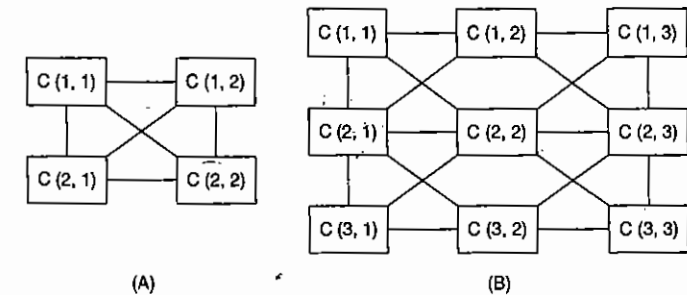 C (1, 1) C (1, 2) C (1, 3)
C (1, 1) C (1, 2)
C (2, 1) C (2, 2) C (2, 3)
C (2, 1) C (2, 2)
C (3, 1) C (3, 2) C (3, 3)
(A) (B)